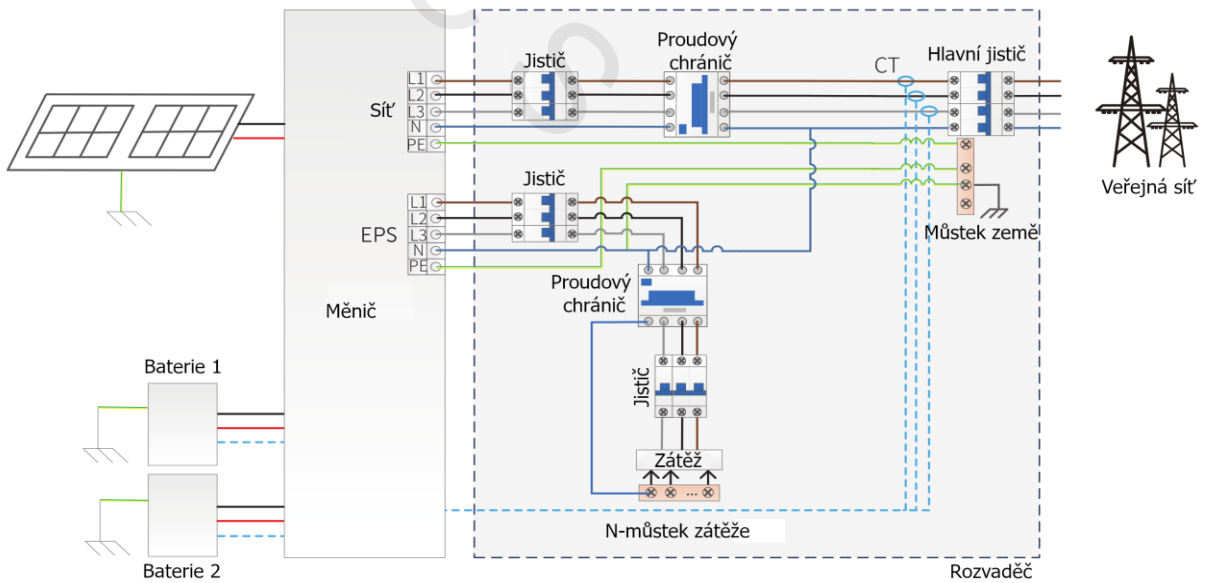 Jistič
Proudový
chránič
CT
Hlavní jistič
Síť
L1
L2
L3
N
PE
Veřejná síť
Můstek země
Jistič
EPS
L1
L2
L3
N
PE
Proudový
chránič
Měnič
Baterie 1
Jistič
Zátěž
...
N-můstek zátěže
Baterie 2
Rozvaděč